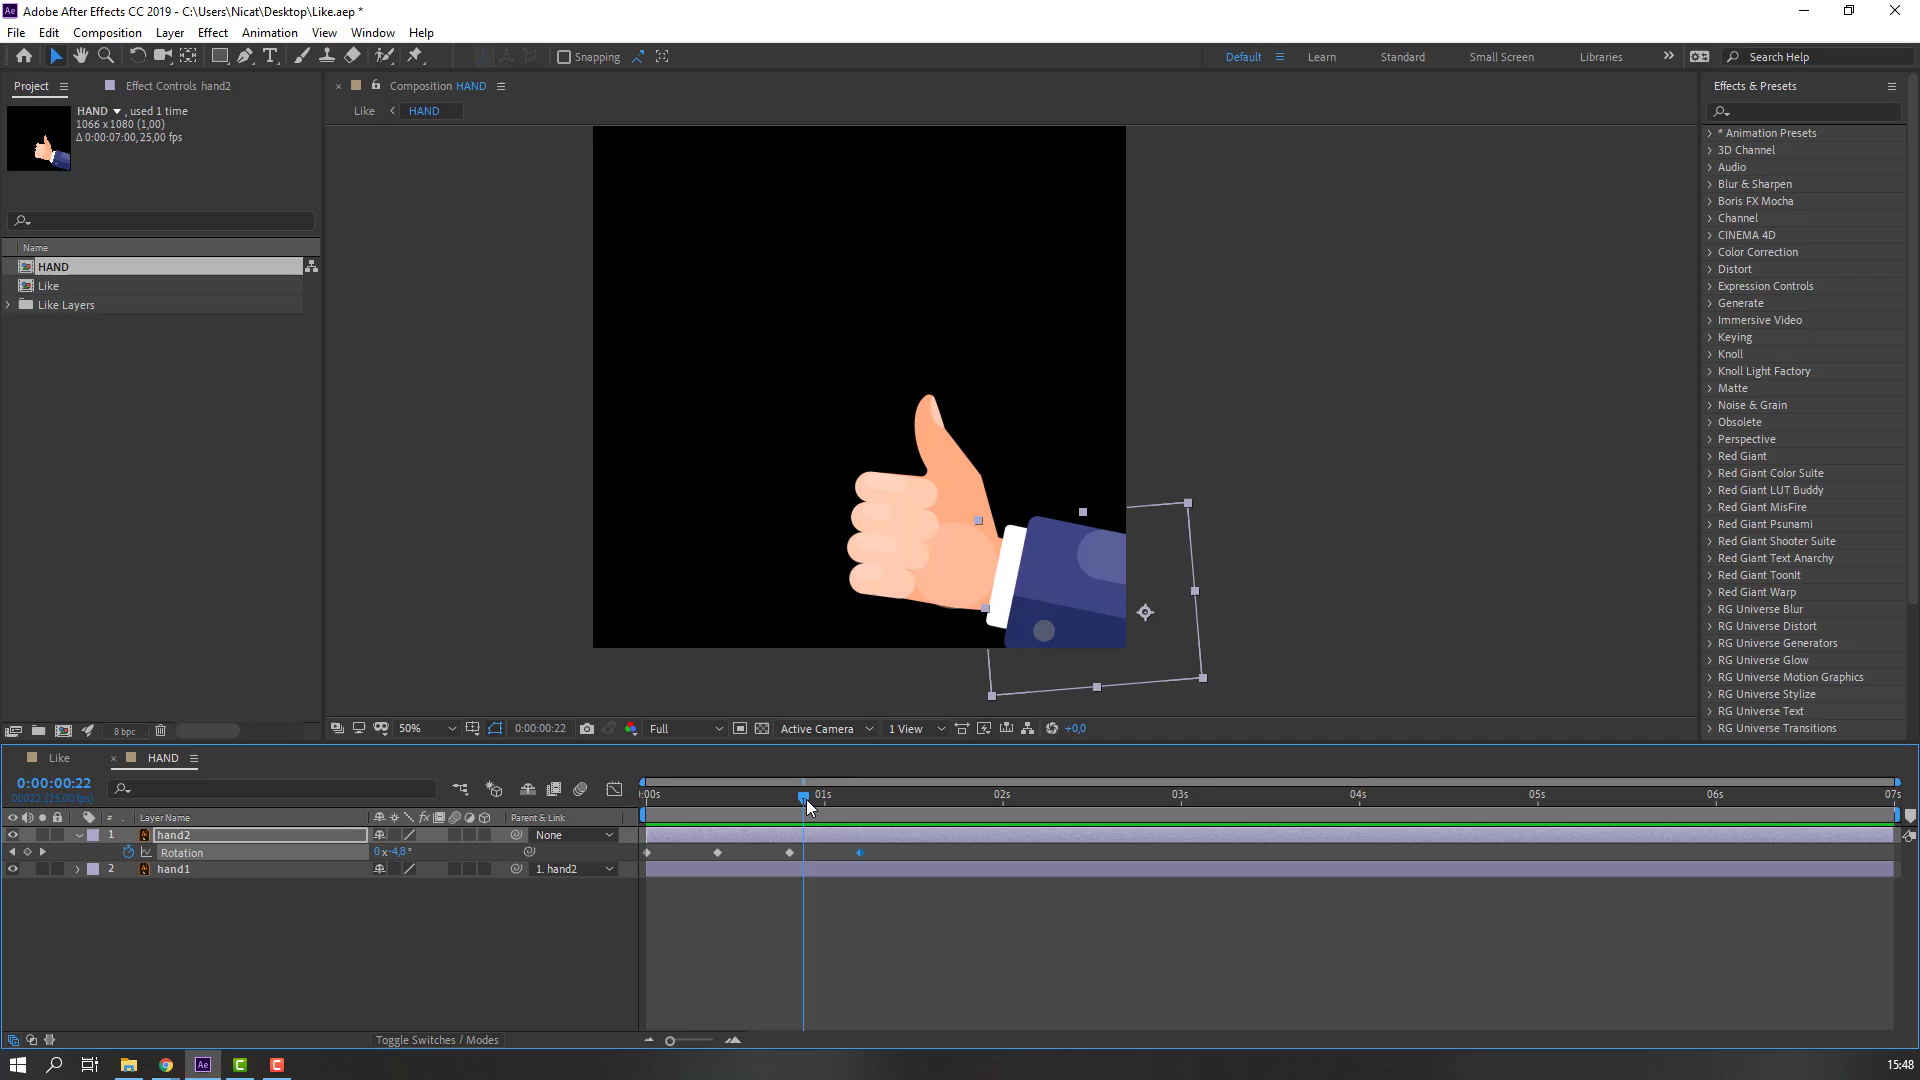 Adobe After Effects CC 2019 - C:\Users\Nicat\Desktop\Like.aep *
File Edit Composition Layer Effect Animation View Window Help
Snapping
Default Learn Standard Small Screen Libraries Search Help
Project Effect Controls hand2
HAND , used 1 time
1066 x 1080 (1,00)
Δ 0:00:07:00, 25,00 fps
Name
HAND
Like
Like Layers
8 bpc
Composition HAND
Like HAND
50% 0:00:00:22 Full Active Camera 1 View +0,0
Effects & Presets
* Animation Presets
3D Channel
Audio
Blur & Sharpen
Boris FX Mocha
Channel
CINEMA 4D
Color Correction
Distort
Expression Controls
Generate
Immersive Video
Keying
Knoll
Knoll Light Factory
Matte
Noise & Grain
Obsolete
Perspective
Red Giant
Red Giant Color Suite
Red Giant LUT Buddy
Red Giant MisFire
Red Giant Psunami
Red Giant Shooter Suite
Red Giant Text Anarchy
Red Giant ToonIt
Red Giant Warp
RG Universe Blur
RG Universe Distort
RG Universe Generators
RG Universe Glow
RG Universe Motion Graphics
RG Universe Stylize
RG Universe Text
RG Universe Transitions
Like HAND
0:00:00:22
00022 (25.00 fps)
:00s 01s 02s 03s 04s 05s 06s 07s
# Layer Name Parent & Link
1 hand2 None
Rotation 0x-4,8°
2 hand1 1. hand2
Toggle Switches / Modes
15:48